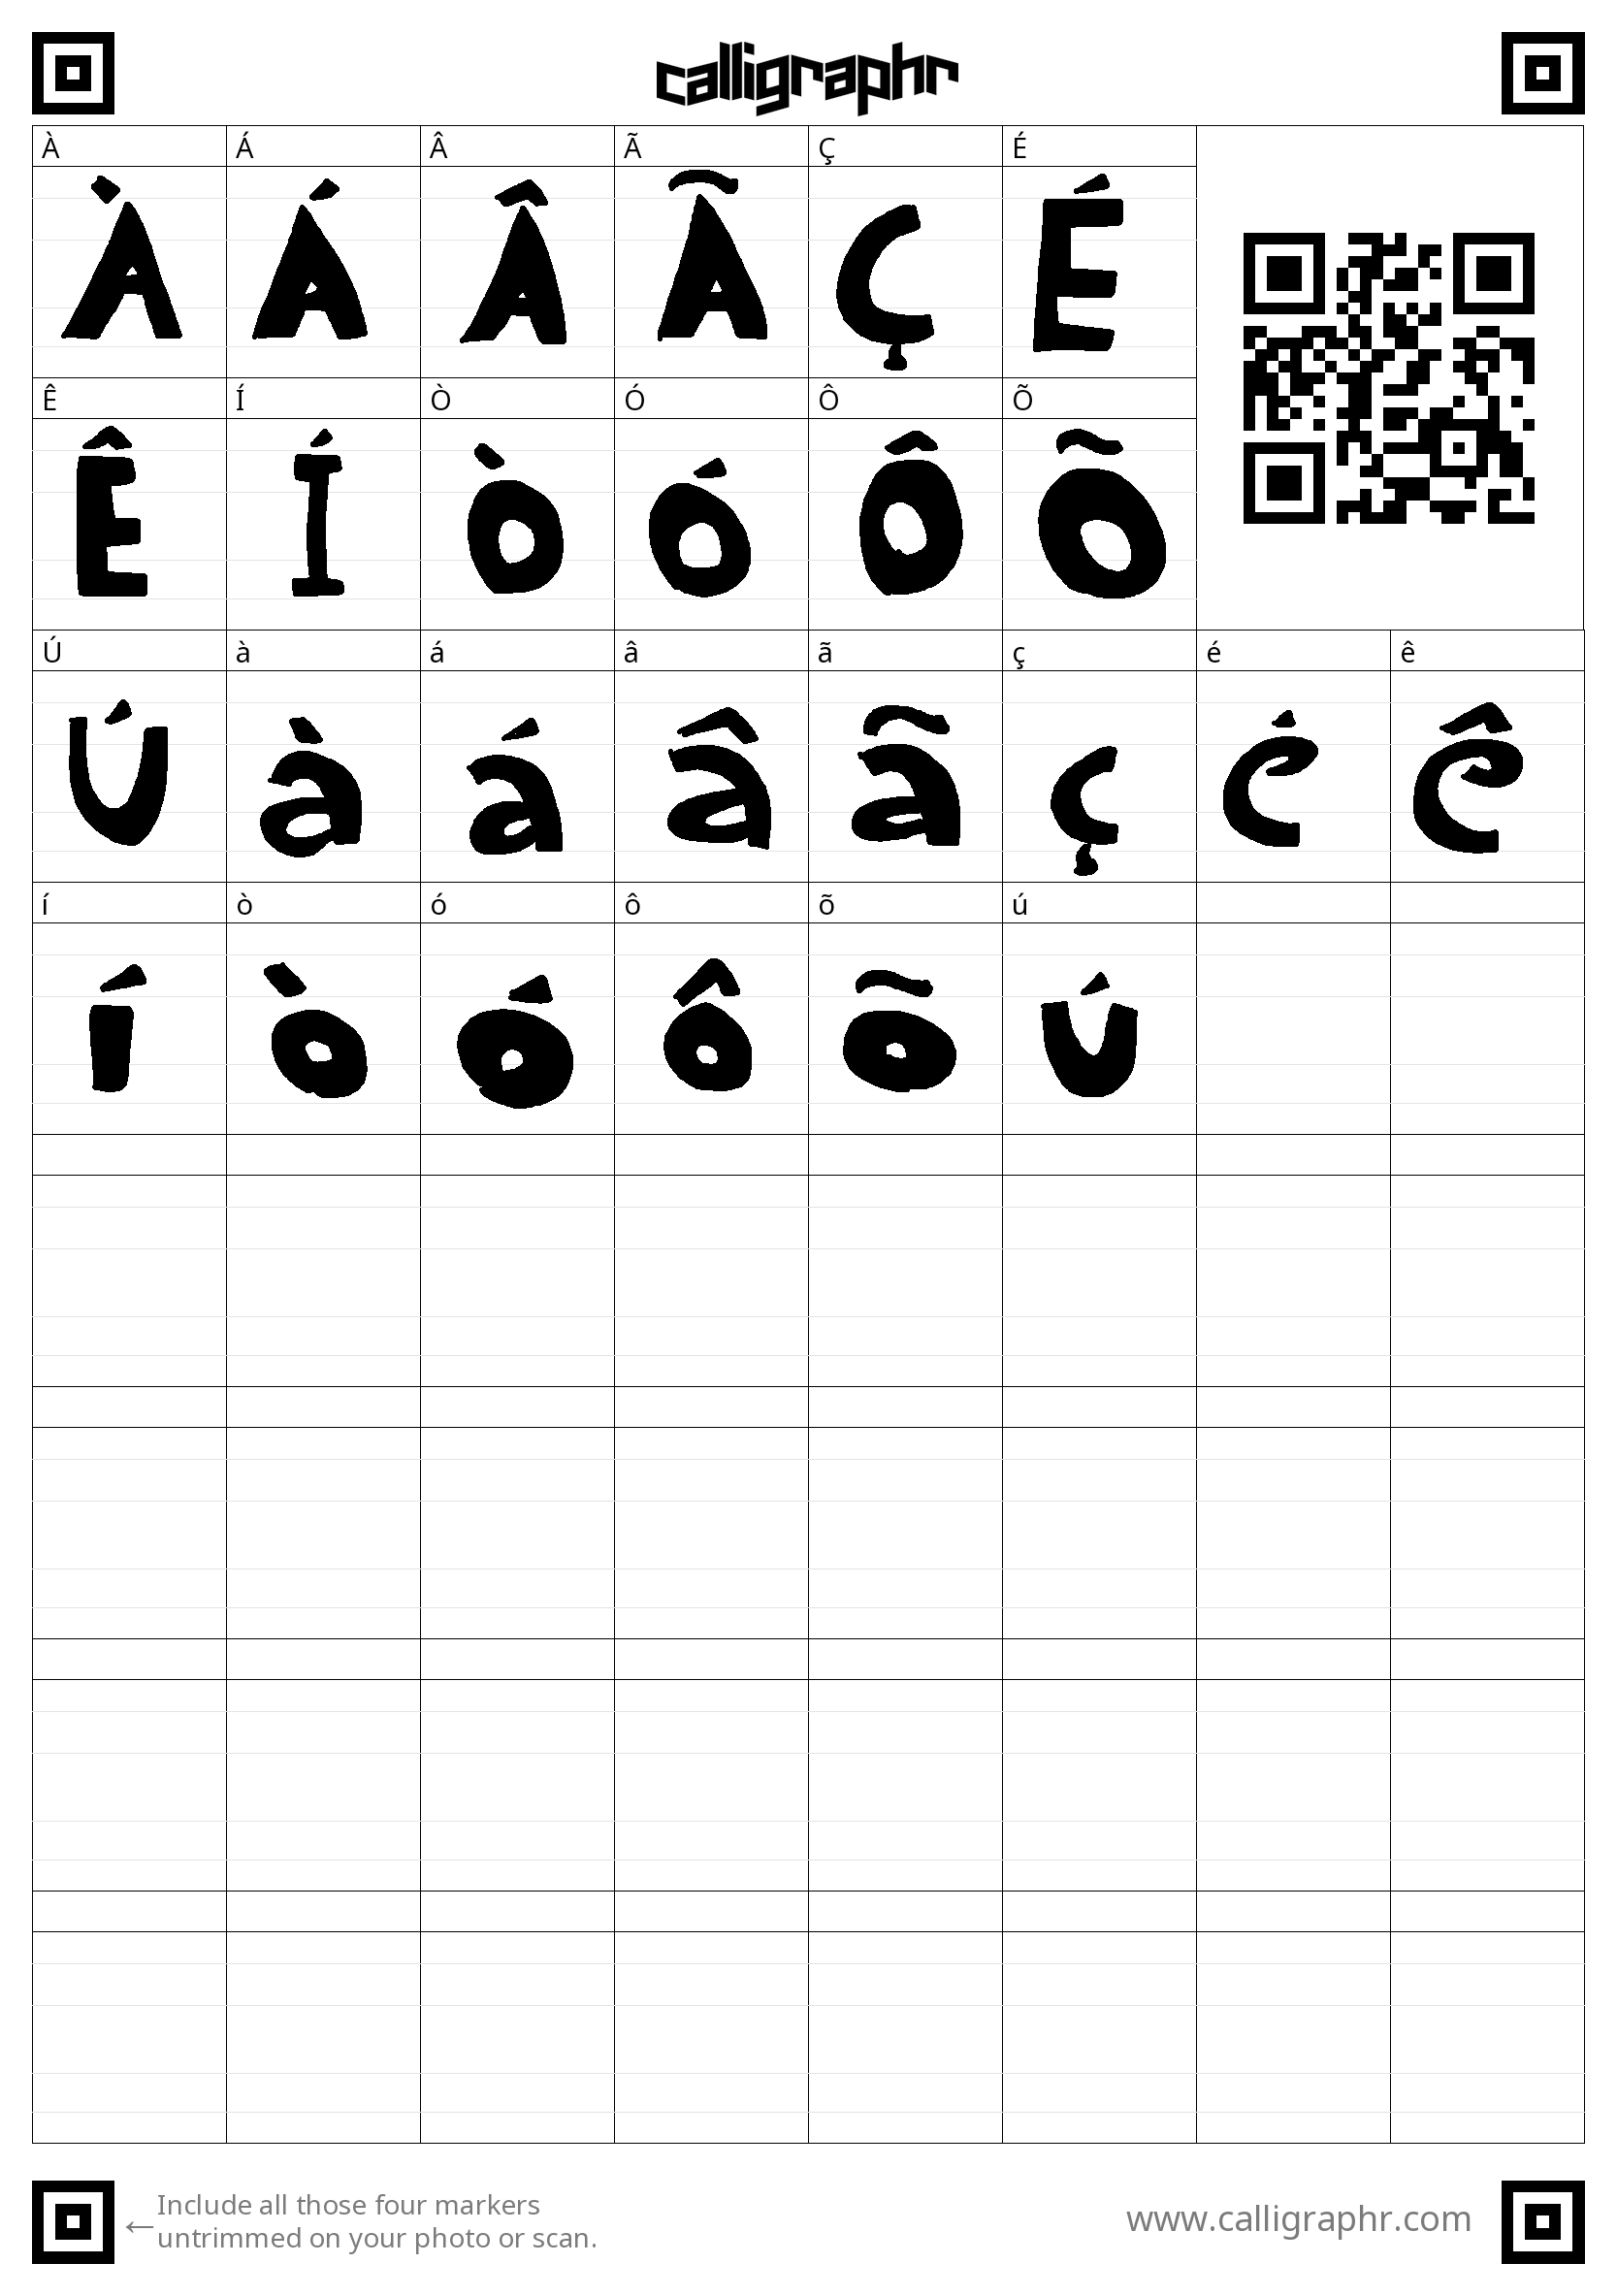 calligraphr
À Á Â Ã Ç É
À Á Â Ã Ç É
Ê Í Ò Ó Ô Õ
Ê Í Ò Ó Ô Õ
Ú à á â ã ç é ê
Ú à á â ã ç é ê
í ò ó ô õ ú
í ò ó ô õ ú
←Include all those four markers
untrimmed on your photo or scan.
www.calligraphr.com